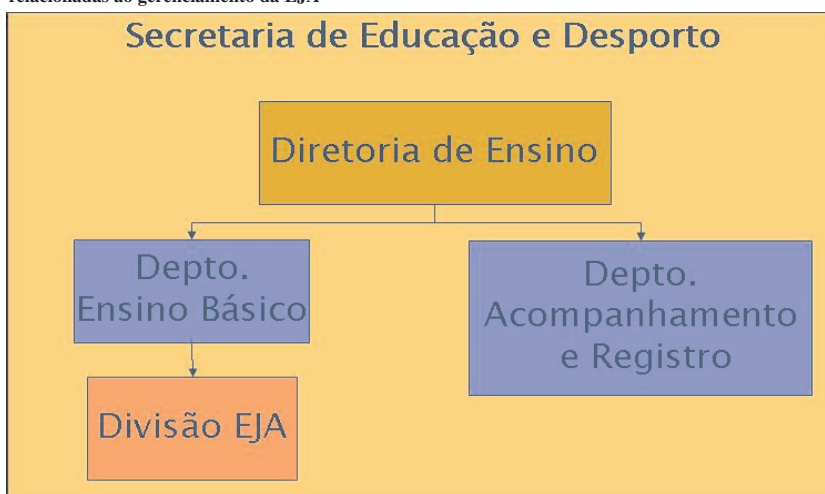 relacionadas ao gerenciamento da EJA
Secretaria de Educação e Desporto
Diretoria de Ensino
Depto.
Ensino Básico
Depto.
Acompanhamento
e Registro
Divisão EJA